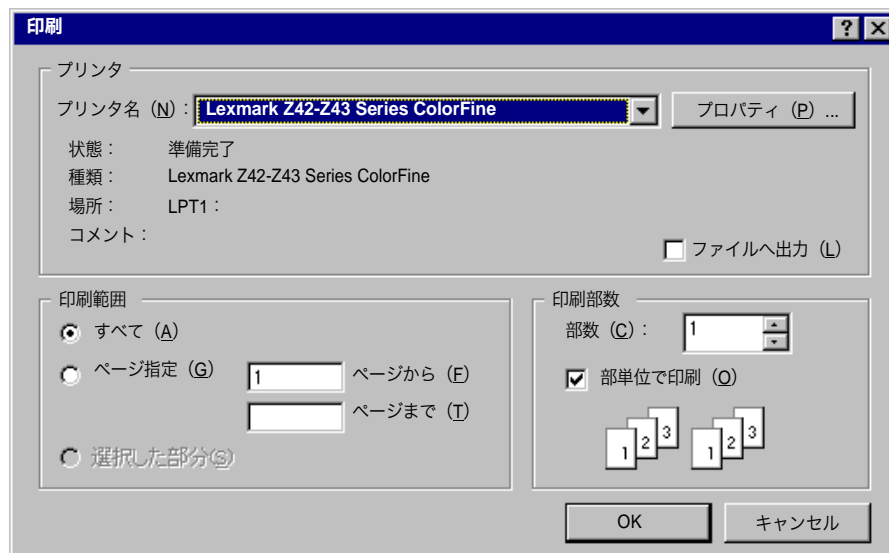 印刷
プリンタ
プリンタ名 (N): Lexmark Z42-Z43 Series ColorFine
プロパティ (P) ...
状態: 準備完了
種類: Lexmark Z42-Z43 Series ColorFine
場所: LPT1:
コメント:
ファイルへ出力 (L)
印刷範囲
すべて (A)
ページ指定 (G) 1 ページから (F)
ページまで (T)
選択した部分(S)
印刷部数
部数 (C): 1
部単位で印刷 (O)
1 2 3 1 2 3
OK キャンセル